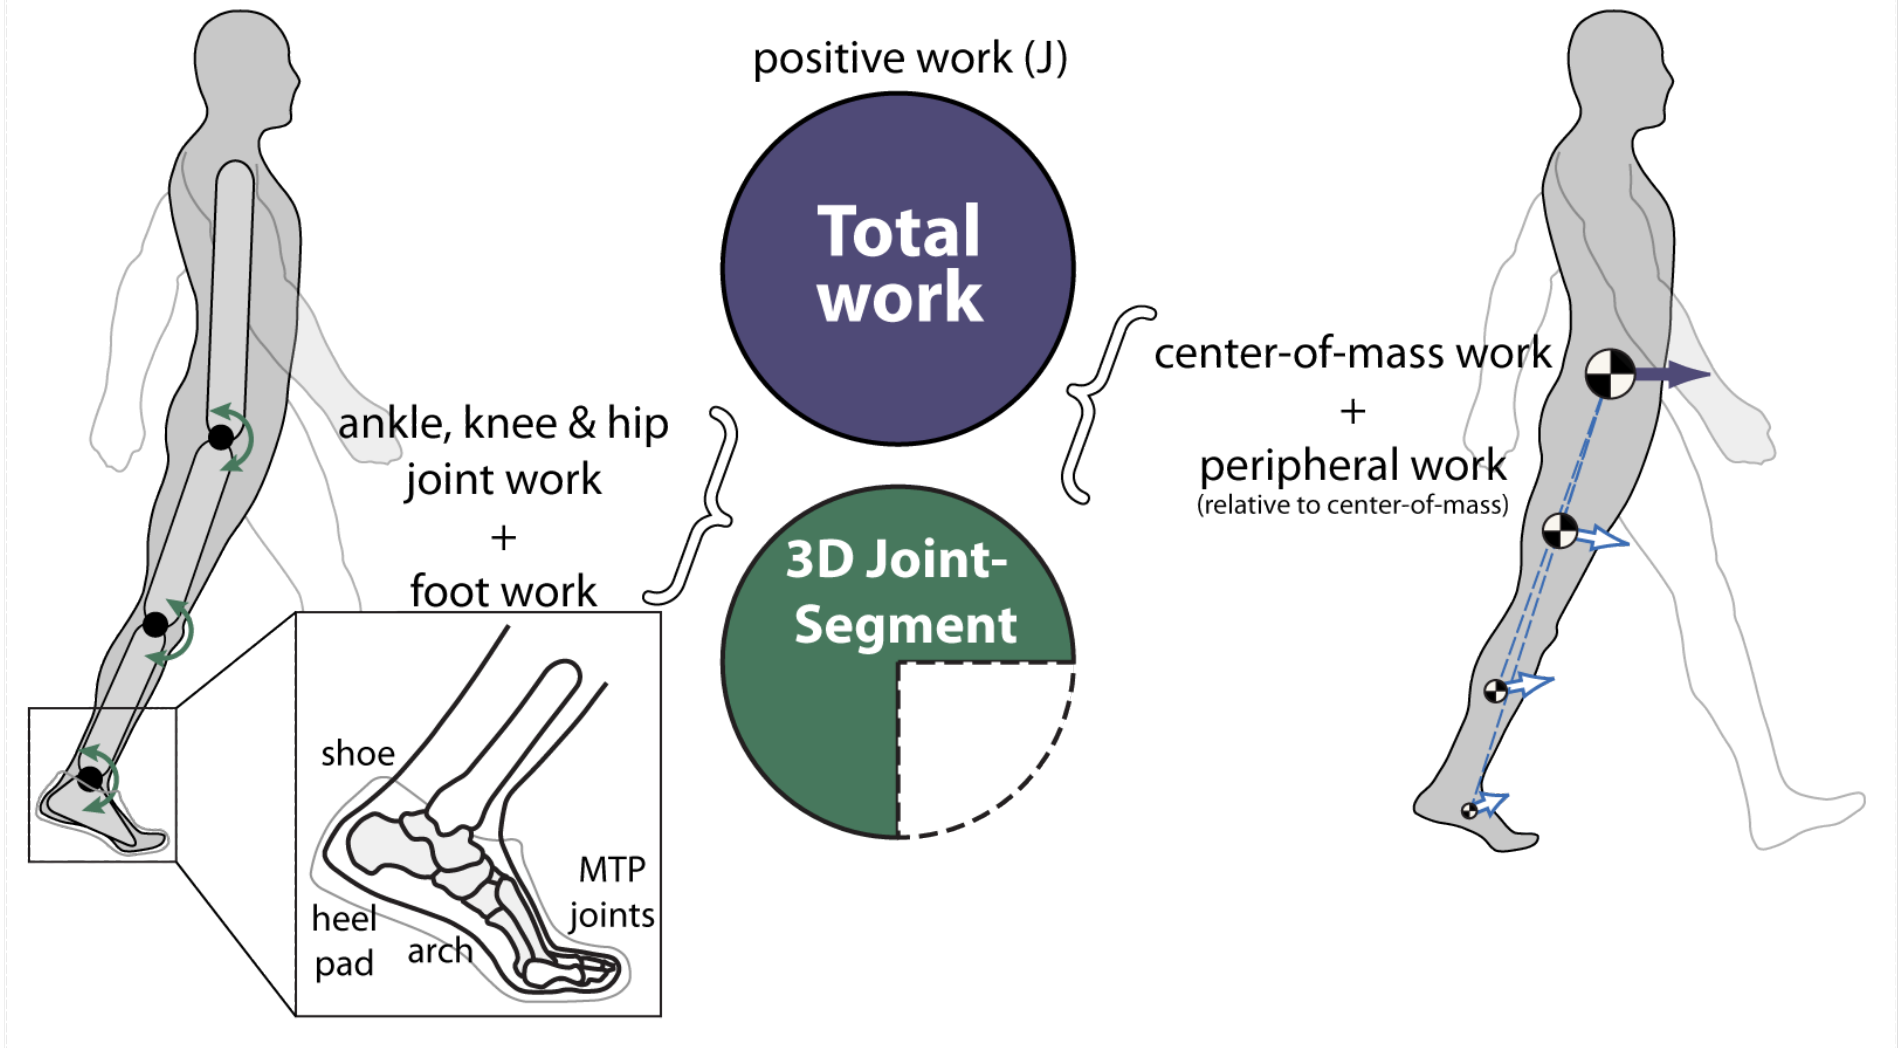 positive work (J)
Total
work
ankle, knee & hip
joint work
+
foot work
3D Joint-
Segment
center-of-mass work
+
peripheral work
(relative to center-of-mass)
shoe
heel
pad
arch
MTP
joints